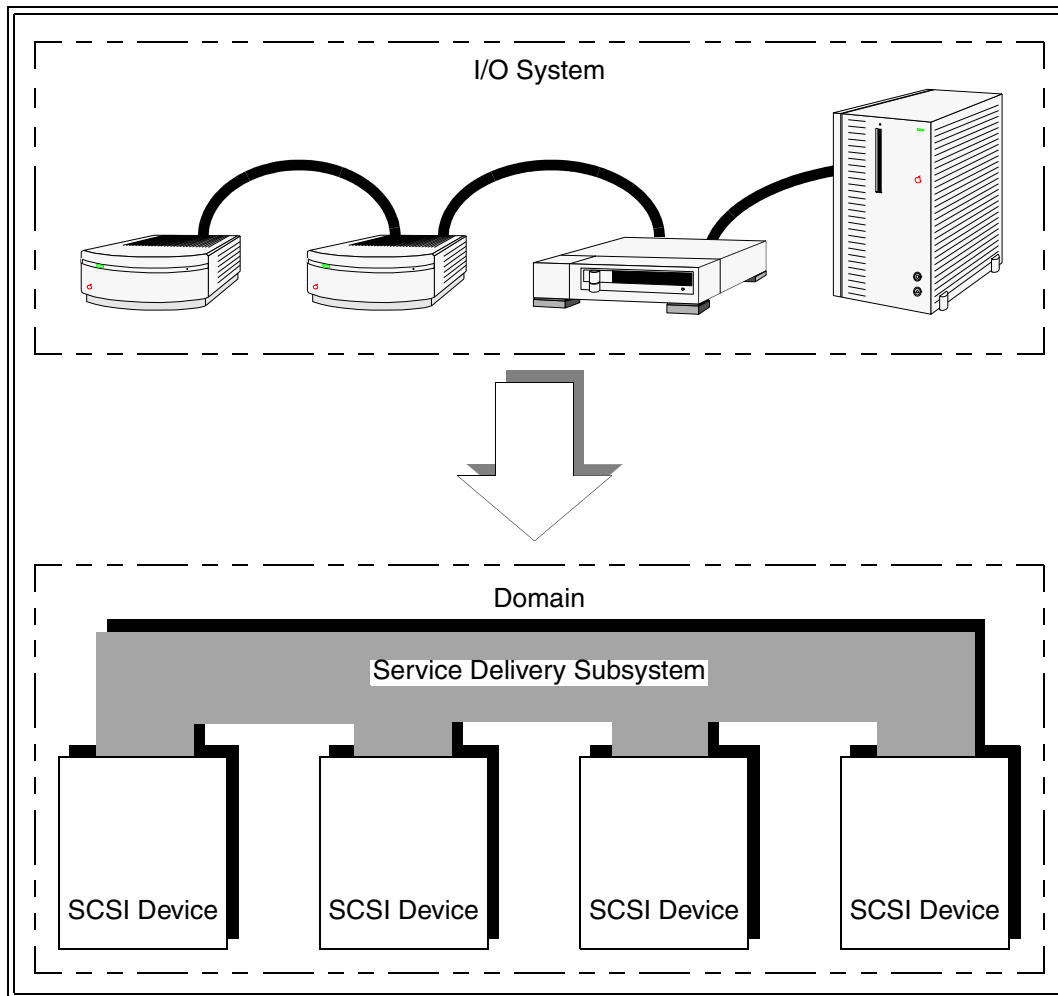 I/O System
Domain
Service Delivery Subsystem
SCSI Device SCSI Device SCSI Device SCSI Device